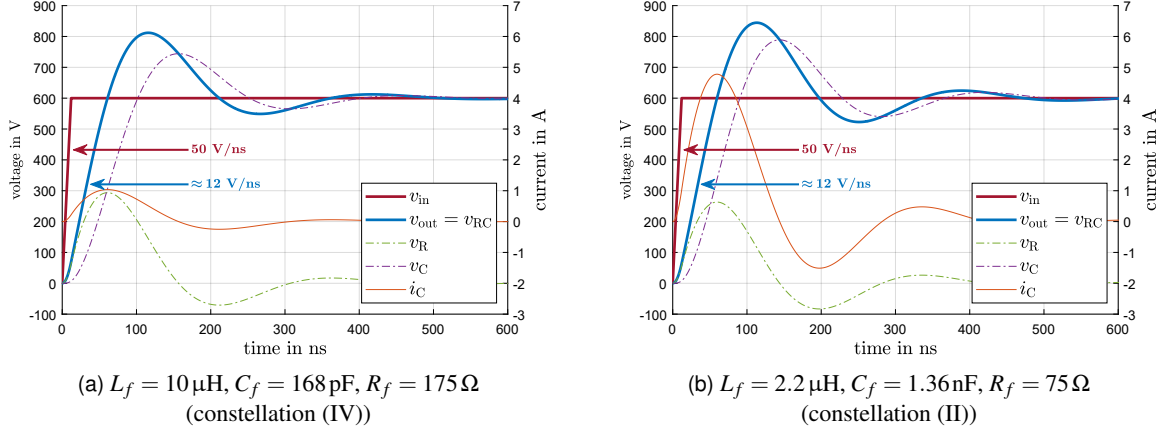 900
800
700
600
500
400
300
200
100
0
-100
voltage in V
7
6
5
4
3
2
1
0
-1
-2
-3
current in A
50 V/ns
≈12 V/ns
v_in
v_out = v_RC
v_R
v_C
i_C
0 100 200 300 400 500 600
time in ns
(a) L_f = 10 µH, C_f = 168 pF, R_f = 175 Ω
(constellation (IV))
900
800
700
600
500
400
300
200
100
0
-100
voltage in V
7
6
5
4
3
2
1
0
-1
-2
-3
current in A
50 V/ns
≈12 V/ns
v_in
v_out = v_RC
v_R
v_C
i_C
0 100 200 300 400 500 600
time in ns
(b) L_f = 2.2 µH, C_f = 1.36 nF, R_f = 75 Ω
(constellation (II))